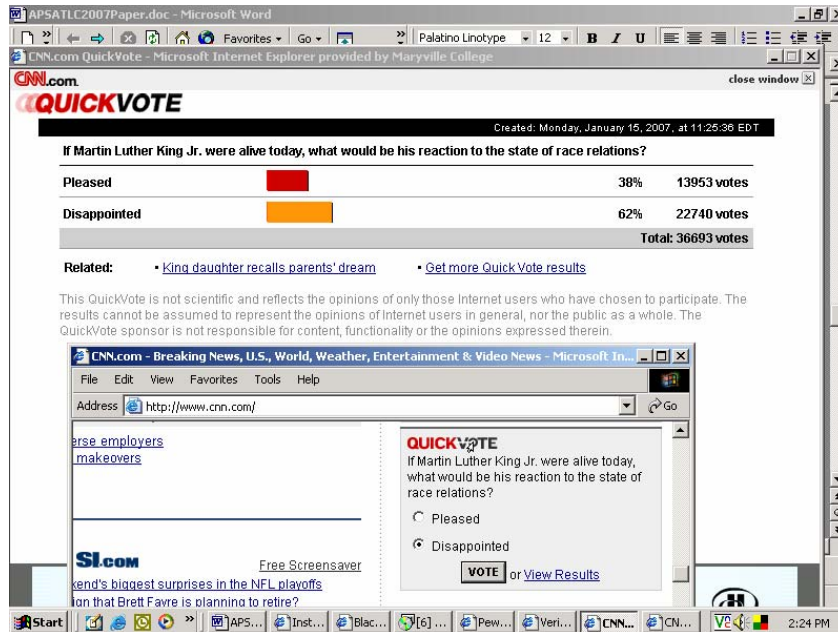 APSATLC2007Paper.doc - Microsoft Word
Favorites Go Palatino Linotype 12 B I U
CNN.com QuickVote - Microsoft Internet Explorer provided by Maryville College
CNN.com close window
QUICKVOTE
Created: Monday, January 15, 2007, at 11:25:36 EDT
If Martin Luther King Jr. were alive today, what would be his reaction to the state of race relations?
Pleased 38% 13953 votes
Disappointed 62% 22740 votes
Total: 36693 votes
Related: • King daughter recalls parents' dream • Get more Quick Vote results
This QuickVote is not scientific and reflects the opinions of only those Internet users who have chosen to participate. The
results cannot be assumed to represent the opinions of Internet users in general, nor the public as a whole. The
QuickVote sponsor is not responsible for content, functionality or the opinions expressed therein.
CNN.com - Breaking News, U.S., World, Weather, Entertainment & Video News - Microsoft In...
File Edit View Favorites Tools Help
Address http://www.cnn.com/ Go
erse employers
makeovers
QUICKVOTE
If Martin Luther King Jr. were alive today,
what would be his reaction to the state of
race relations?
Pleased
Disappointed
VOTE or View Results
SI.COM Free Screensaver
kend's biggest surprises in the NFL playoffs
ign that Brett Favre is planning to retire?
Start APS... Inst... Blac... [6] ... Pew... Veri... CNN... CN... 2:24 PM